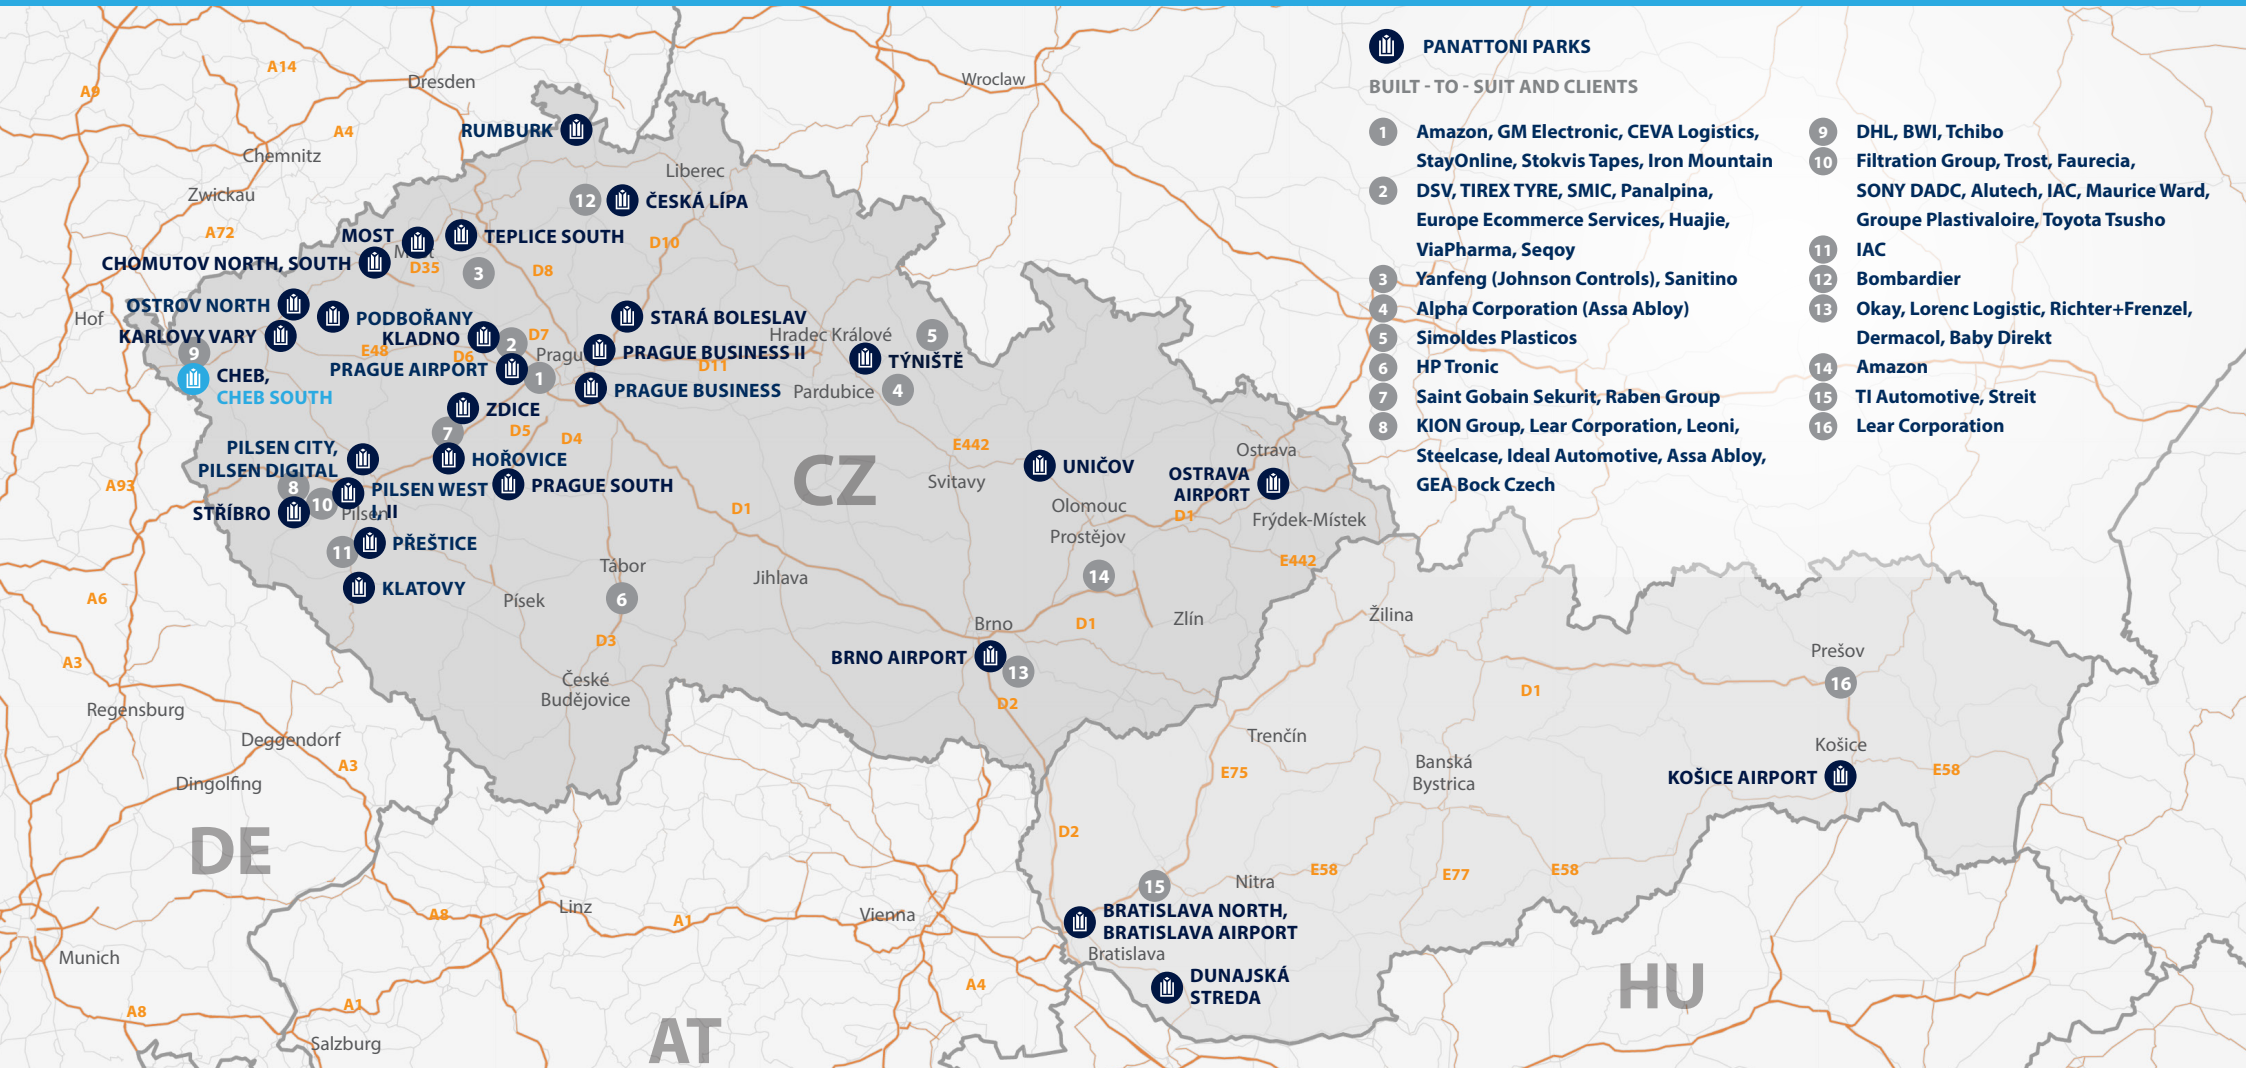 PANATTONI PARKS
BUILT - TO - SUIT AND CLIENTS
1 Amazon, GM Electronic, CEVA Logistics,
StayOnline, Stokvis Tapes, Iron Mountain
2 DSV, TIREX TYRE, SMIC, Panalpina,
Europe Ecommerce Services, Huajie,
ViaPharma, Seqoy
3 Yanfeng (Johnson Controls), Sanitino
4 Alpha Corporation (Assa Abloy)
5 Simoldes Plasticos
6 HP Tronic
7 Saint Gobain Sekurit, Raben Group
8 KION Group, Lear Corporation, Leoni,
Steelcase, Ideal Automotive, Assa Abloy,
GEA Bock Czech
9 DHL, BWI, Tchibo
10 Filtration Group, Trost, Faurecia,
SONY DADC, Alutech, IAC, Maurice Ward,
Groupe Plastivaloire, Toyota Tsusho
11 IAC
12 Bombardier
13 Okay, Lorenc Logistic, Richter+Frenzel,
Dermacol, Baby Direkt
14 Amazon
15 TI Automotive, Streit
16 Lear Corporation
A14
Dresden
Wroclaw
A9
A4
RUMBURK
Chemnitz
Liberec
Zwickau
12
ČESKÁ LÍPA
A72
MOST
TEPLICE SOUTH
D10
CHOMUTOV NORTH, SOUTH
D35
3
D8
OSTROV NORTH
PODBOŘANY
STARÁ BOLESLAV
Hof
KARLOVY VARY
KLADNO
2
D7
Hradec Králové
5
9
E48
D6
Prague
PRAGUE BUSINESS II
TÝNIŠTĚ
PRAGUE AIRPORT
1
D11
CHEB,
CHEB SOUTH
PRAGUE BUSINESS
Pardubice
4
ZDICE
7
D5
D4
PILSEN CITY,
PILSEN DIGITAL
HOŘOVICE
CZ
E442
UNIČOV
Ostrava
OSTRAVA
AIRPORT
A93
8
10
PILSEN WEST
I, II
PRAGUE SOUTH
Svitavy
STŘÍBRO
Pilsen
D1
Olomouc
D1
Frýdek-Místek
11
PŘEŠTICE
Prostějov
E442
Tábor
Jihlava
14
KLATOVY
A6
Písek
6
Brno
D1
Zlín
Žilina
D3
A3
BRNO AIRPORT
13
Prešov
16
České
Budějovice
D2
D1
Regensburg
Deggendorf
Trenčín
Košice
A3
Dingolfing
E75
Banská
Bystrica
KOŠICE AIRPORT
E58
DE
D2
15
Nitra
E58
E77
E58
A8
Linz
A1
Vienna
BRATISLAVA NORTH,
BRATISLAVA AIRPORT
Munich
Bratislava
A4
DUNAJSKÁ
STREDA
HU
A8
A1
Salzburg
AT